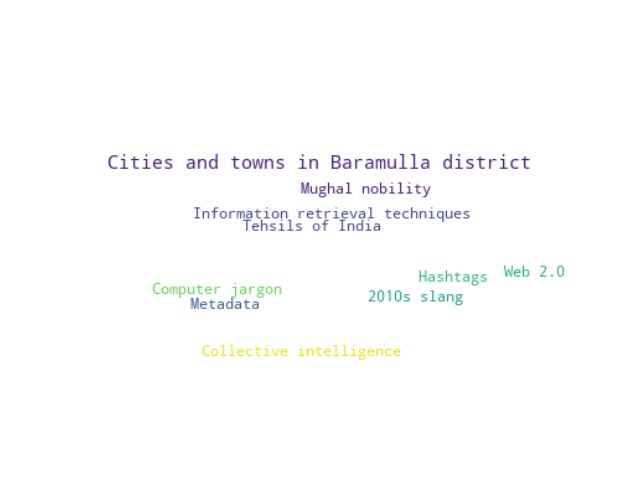 Cities and towns in Baramulla district
Mughal nobility
Information retrieval techniques
Tehsils of India
Web 2.0
Hashtags
Computer jargon
2010s slang
Metadata
Collective intelligence